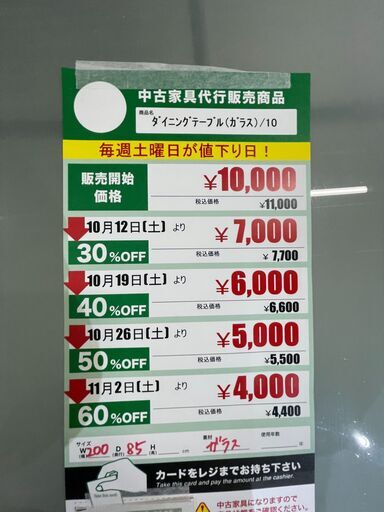 中古家具代行販売商品
商品名
ﾀﾞｲﾆﾝｸﾞﾃｰﾌﾞﾙ(ｶﾞﾗｽ)/10
毎週土曜日が値下り日！
販売開始
価格
¥10,000
税込価格 ¥11,000
10月12日(土) より
30%OFF
¥7,000
税込価格 ¥7,700
10月19日(土) より
40%OFF
¥6,000
税込価格 ¥6,600
10月26日(土) より
50%OFF
¥5,000
税込価格 ¥5,500
11月2日(土) より
60%OFF
¥4,000
税込価格 ¥4,400
サイズ
W(幅)200 D(奥行)85 H(高) cm
素材 ガラス 使用年数 年
カードをレジまでお持ち下さい
Take this card and pay the amount at the cashier.
中古家具になりますので